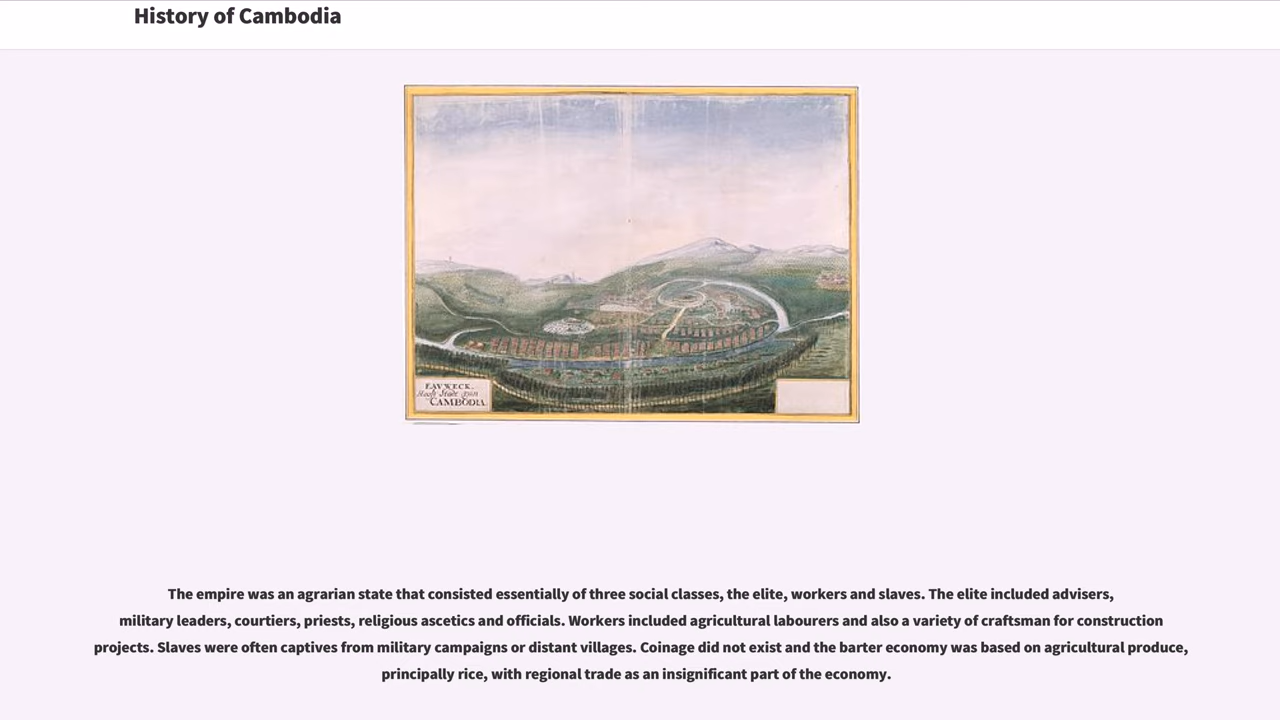 History of Cambodia
CAMBODIA.
The empire was an agrarian state that consisted essentially of three social classes, the elite, workers and slaves. The elite included advisers,
military leaders, courtiers, priests, religious ascetics and officials. Workers included agricultural labourers and also a variety of craftsman for construction
projects. Slaves were often captives from military campaigns or distant villages. Coinage did not exist and the barter economy was based on agricultural produce,
principally rice, with regional trade as an insignificant part of the economy.